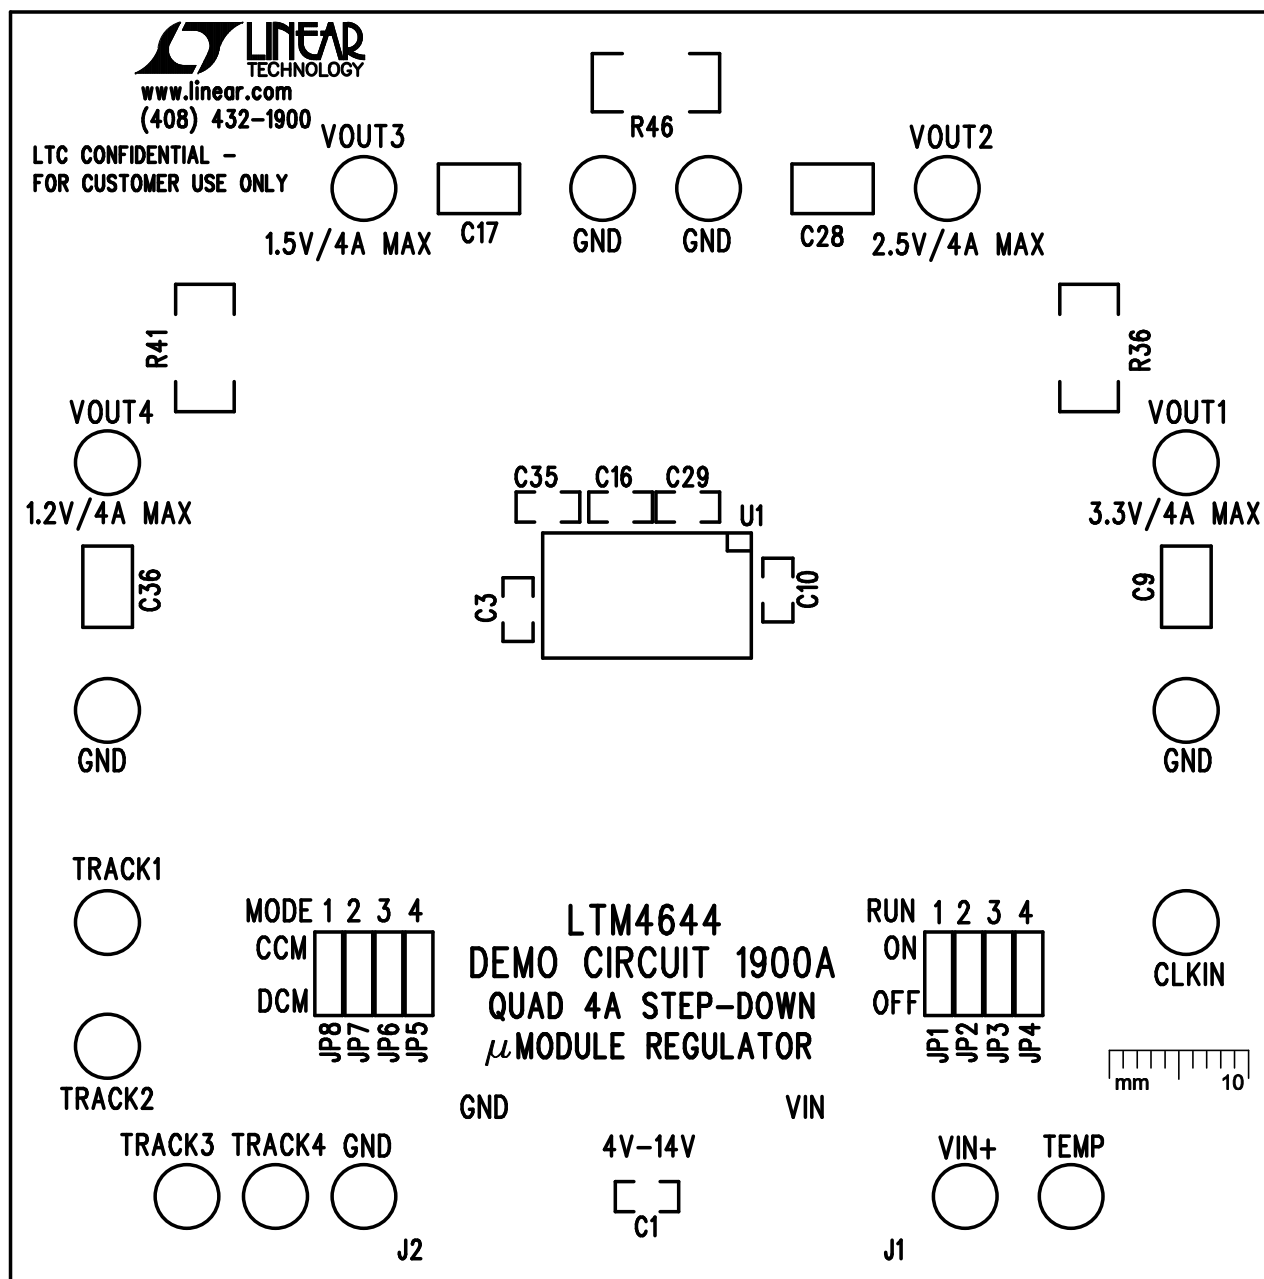 LINEAR
TECHNOLOGY
www.linear.com
(408) 432-1900
LTC CONFIDENTIAL -
FOR CUSTOMER USE ONLY
R46
VOUT3
VOUT2
C17
GND
GND
C28
1.5V/4A MAX
2.5V/4A MAX
R41
R36
VOUT4
VOUT1
1.2V/4A MAX
3.3V/4A MAX
C35
C16
C29
U1
C36
C3
C10
C9
GND
GND
TRACK1
MODE 1 2 3 4
CCM
DCM
JP8
JP7
JP6
JP5
LTM4644
DEMO CIRCUIT 1900A
QUAD 4A STEP-DOWN
μMODULE REGULATOR
RUN 1 2 3 4
ON
OFF
JP1
JP2
JP3
JP4
CLKIN
mm 10
TRACK2
GND
VIN
TRACK3
TRACK4
GND
4V-14V
VIN+
TEMP
C1
J2
J1